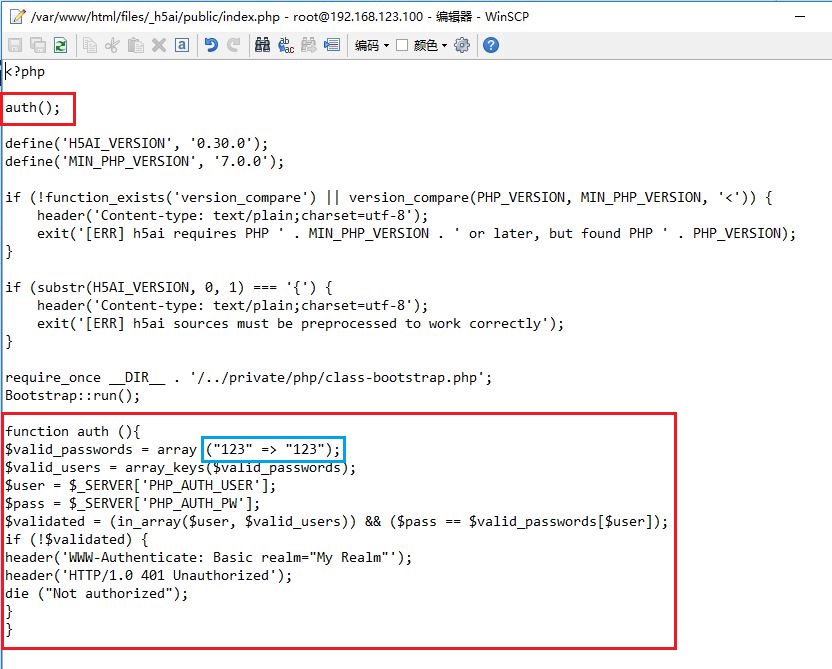 /var/www/html/files/_h5ai/public/index.php - root@192.168.123.100 - 编辑器 - WinSCP
编码 颜色
<?php
auth();
define('H5AI_VERSION', '0.30.0');
define('MIN_PHP_VERSION', '7.0.0');
if (!function_exists('version_compare') || version_compare(PHP_VERSION, MIN_PHP_VERSION, '<')) {
    header('Content-type: text/plain;charset=utf-8');
    exit('[ERR] h5ai requires PHP ' . MIN_PHP_VERSION . ' or later, but found PHP ' . PHP_VERSION);
}
if (substr(H5AI_VERSION, 0, 1) === '{') {
    header('Content-type: text/plain;charset=utf-8');
    exit('[ERR] h5ai sources must be preprocessed to work correctly');
}
require_once __DIR__ . '/../private/php/class-bootstrap.php';
Bootstrap::run();
function auth (){
$valid_passwords = array ("123" => "123");
$valid_users = array_keys($valid_passwords);
$user = $_SERVER['PHP_AUTH_USER'];
$pass = $_SERVER['PHP_AUTH_PW'];
$validated = (in_array($user, $valid_users)) && ($pass == $valid_passwords[$user]);
if (!$validated) {
header('WWW-Authenticate: Basic realm="My Realm"');
header('HTTP/1.0 401 Unauthorized');
die ("Not authorized");
}
}